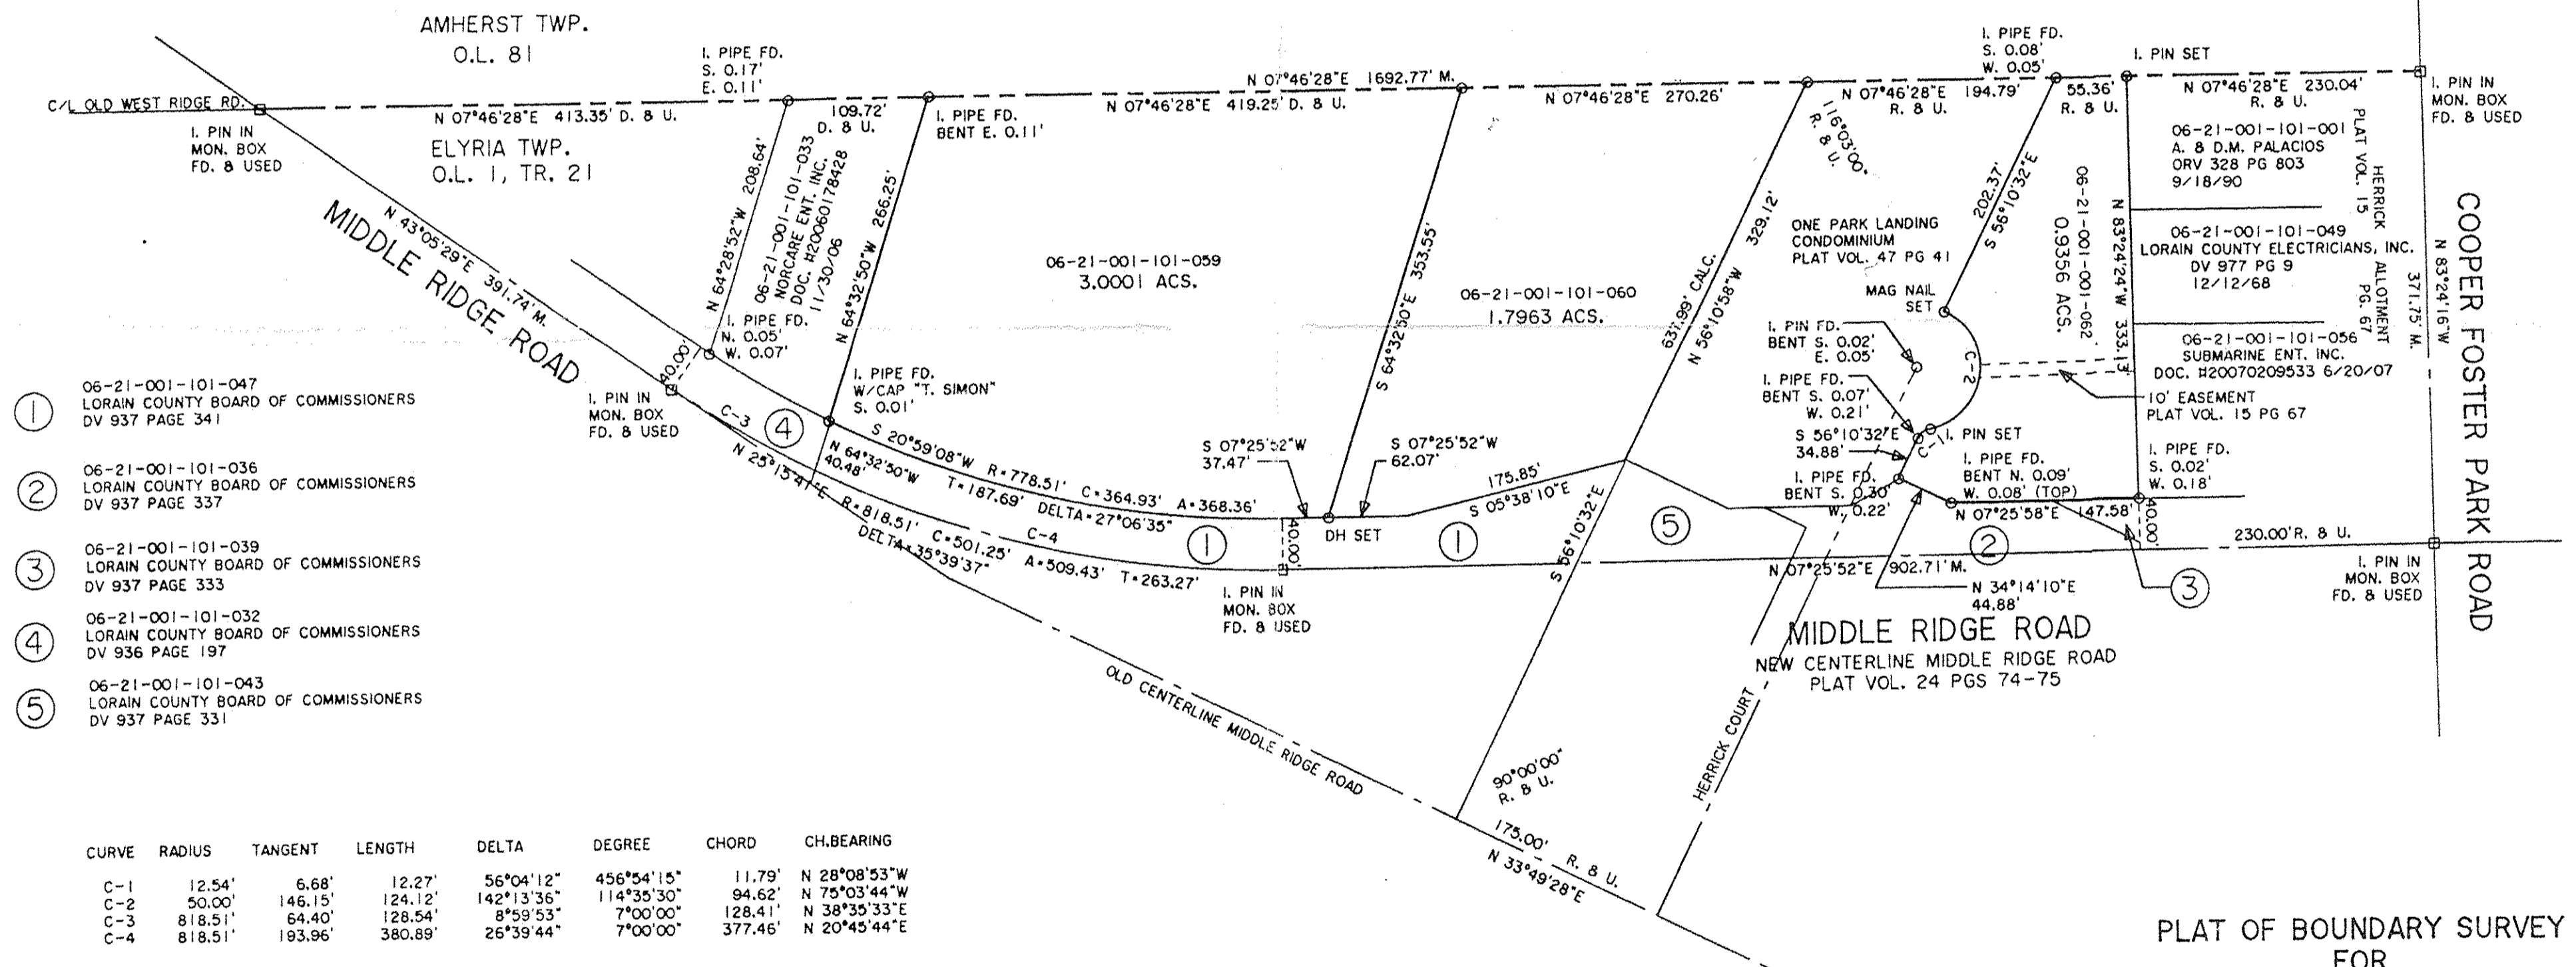 AMHERST TWP.
O.L. 81
C/L OLD WEST RIDGE RD.
I. PIN IN
MON. BOX
FD. & USED
N 07°46'28"E 413.35' D. & U.
ELYRIA TWP.
O.L. 1, TR. 21
I. PIPE FD.
S. 0.17'
E. 0.11'
109.72'
D. & U.
I. PIPE FD.
BENT E. 0.11'
N 07°46'28"E 1692.77' M.
N 07°46'28"E 419.25' D. & U.
N 07°46'28"E 270.26'
N 07°46'28"E 194.79'
R. & U.
I. PIPE FD.
S. 0.08'
W. 0.05'
55.36'
R. & U.
I. PIN SET
N 07°46'28"E 230.04'
R. & U.
I. PIN IN
MON. BOX
FD. & USED
N 43°05'29"E 391.74' M.
MIDDLE RIDGE ROAD
N 64°28'52"W 208.64'
06-21-001-101-033
NORCARE ENT. INC.
DOC. #20060178428
11/30/06
N 64°32'50"W 266.25'
I. PIPE FD.
N. 0.05'
W. 0.07'
40.00'
I. PIN IN
MON. BOX
FD. & USED
06-21-001-101-059
3.0001 ACS.
S 64°32'50"E 353.55'
06-21-001-101-060
1.7963 ACS.
631.99' CALC.
N 56°10'58"W 329.12'
116°03'00"
R. & U.
ONE PARK LANDING
CONDOMINIUM
PLAT VOL. 47 PG 41
202.37'
S 56°10'32"E
MAG NAIL
SET
06-21-001-001-062
0.9356 ACS.
N 83°24'24"W 333.13'
06-21-001-101-001
A. & D.M. PALACIOS
ORV 328 PG 803
9/18/90
06-21-001-101-049
LORAIN COUNTY ELECTRICIANS, INC.
DV 977 PG 9
12/12/68
06-21-001-101-056
SUBMARINE ENT. INC.
DOC. #20070209533 6/20/07
HERRICK ALLOTMENT
PLAT VOL. 15 PG. 67
N 83°24'16"W
371.75' M.
COOPER FOSTER PARK ROAD
10' EASEMENT
PLAT VOL. 15 PG 67
I. PIN FD.
BENT S. 0.02'
E. 0.05'
I. PIPE FD.
BENT S. 0.07'
W. 0.21'
S 56°10'32"E
34.88'
I. PIPE FD.
BENT S. 0.30'
W. 0.22'
C-2
I. PIN SET
I. PIPE FD.
BENT N. 0.09'
W. 0.08' (TOP)
I. PIPE FD.
S. 0.02'
W. 0.18'
N 07°25'58"E 147.58'
40.00'
230.00' R. & U.
I. PIN IN
MON. BOX
FD. & USED
I. PIPE FD.
W/CAP "T. SIMON"
S. 0.01'
C-3
4
N 64°32'50"W
40.48'
S 20°59'08"W R=778.51' C=364.93' A=368.36'
T=187.69' DELTA=27°06'35"
N 25°15'41"E R=818.51' C=501.25' A=509.43' T=263.27'
DELTA=35°39'37"
C-4
1
S 07°25'52"W
37.47'
S 07°25'52"W
62.07'
40.00'
DH SET
I. PIN IN
MON. BOX
FD. & USED
175.85'
S 05°38'10"E
1
S 56°10'32"E
5
2
3
N 07°25'52"E 902.71' M.
N 34°14'10"E
44.88'
MIDDLE RIDGE ROAD
NEW CENTERLINE MIDDLE RIDGE ROAD
PLAT VOL. 24 PGS 74-75
HERRICK COURT
OLD CENTERLINE MIDDLE RIDGE ROAD
90°00'00"
R. & U.
175.00' R. & U.
N 33°49'28"E
1
06-21-001-101-047
LORAIN COUNTY BOARD OF COMMISSIONERS
DV 937 PAGE 341
2
06-21-001-101-036
LORAIN COUNTY BOARD OF COMMISSIONERS
DV 937 PAGE 337
3
06-21-001-101-039
LORAIN COUNTY BOARD OF COMMISSIONERS
DV 937 PAGE 333
4
06-21-001-101-032
LORAIN COUNTY BOARD OF COMMISSIONERS
DV 936 PAGE 197
5
06-21-001-101-043
LORAIN COUNTY BOARD OF COMMISSIONERS
DV 937 PAGE 331
CURVE RADIUS TANGENT LENGTH DELTA DEGREE CHORD CH.BEARING
C-1 12.54' 6.68' 12.27' 56°04'12" 456°54'15" 11.79' N 28°08'53"W
C-2 50.00' 146.15' 124.12' 142°13'36" 114°35'30" 94.62' N 75°03'44"W
C-3 818.51' 64.40' 128.54' 8°59'53" 7°00'00" 128.41' N 38°35'33"E
C-4 818.51' 193.96' 380.89' 26°39'44" 7°00'00" 377.46' N 20°45'44"E
PLAT OF BOUNDARY SURVEY
FOR